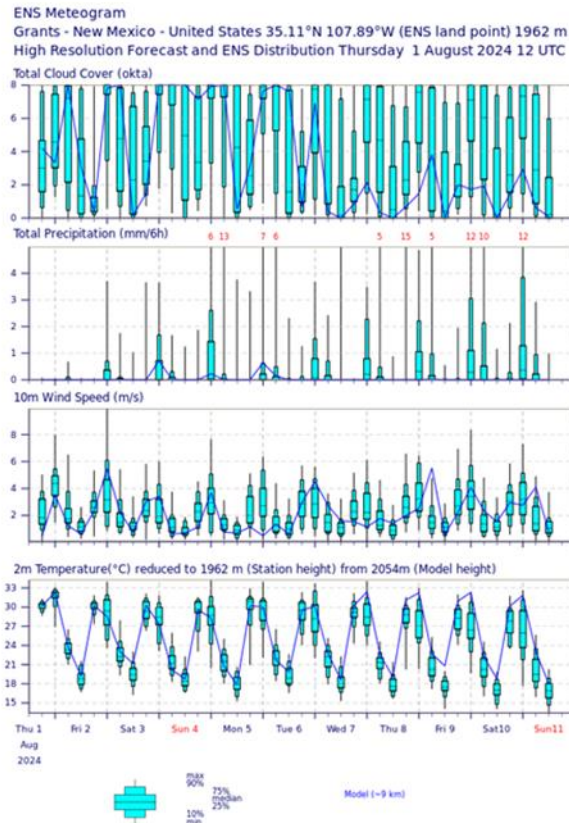 ENS Meteogram
Grants - New Mexico - United States 35.11°N 107.89°W (ENS land point) 1962 m
High Resolution Forecast and ENS Distribution Thursday 1 August 2024 12 UTC
Total Cloud Cover (okta)
8
6
4
2
0
Total Precipitation (mm/6h)
6 13 7 6 5 15 5 12 10 12
4
3
2
1
0
10m Wind Speed (m/s)
8
6
4
2
2m Temperature(°C) reduced to 1962 m (Station height) from 2054m (Model height)
33
30
27
24
21
18
15
Thu 1 Fri 2 Sat 3 Sun 4 Mon 5 Tue 6 Wed 7 Thu 8 Fri 9 Sat10 Sun11
Aug
2024
max
90%
75%
median
25%
10%
min
Model (~9 km)